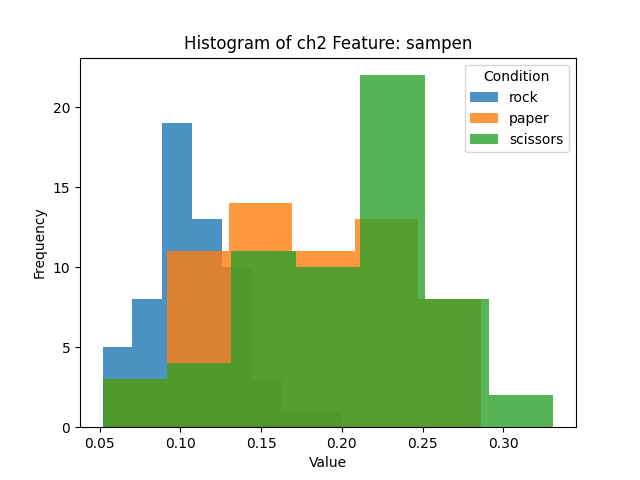 Histogram of ch2 Feature: sampen
Condition
rock
paper
scissors
Frequency
20
15
10
5
0
0.05 0.10 0.15 0.20 0.25 0.30
Value